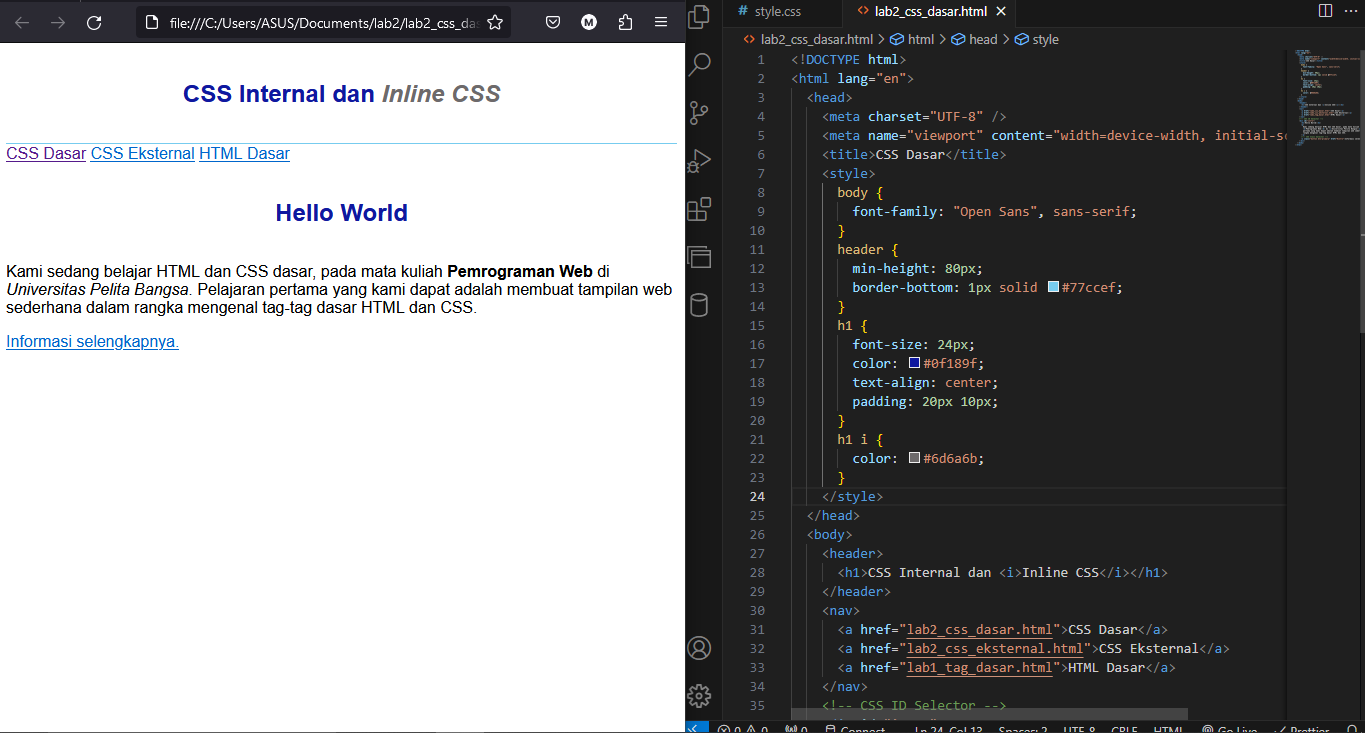 file:///C:/Users/ASUS/Documents/lab2/lab2_css_das
M
CSS Internal dan Inline CSS
CSS Dasar CSS Eksternal HTML Dasar
Hello World
Kami sedang belajar HTML dan CSS dasar, pada mata kuliah Pemrograman Web di
Universitas Pelita Bangsa. Pelajaran pertama yang kami dapat adalah membuat tampilan web
sederhana dalam rangka mengenal tag-tag dasar HTML dan CSS.
Informasi selengkapnya.
# style.css <> lab2_css_dasar.html ×
<> lab2_css_dasar.html > html > head > style
1 <!DOCTYPE html>
2 <html lang="en">
3 <head>
4 <meta charset="UTF-8" />
5 <meta name="viewport" content="width=device-width, initial-sc
6 <title>CSS Dasar</title>
7 <style>
8 body {
9 font-family: "Open Sans", sans-serif;
10 }
11 header {
12 min-height: 80px;
13 border-bottom: 1px solid #77ccef;
14 }
15 h1 {
16 font-size: 24px;
17 color: #0f189f;
18 text-align: center;
19 padding: 20px 10px;
20 }
21 h1 i {
22 color: #6d6a6b;
23 }
24 </style>
25 </head>
26 <body>
27 <header>
28 <h1>CSS Internal dan <i>Inline CSS</i></h1>
29 </header>
30 <nav>
31 <a href="lab2_css_dasar.html">CSS Dasar</a>
32 <a href="lab2_css_eksternal.html">CSS Eksternal</a>
33 <a href="lab1_tag_dasar.html">HTML Dasar</a>
34 </nav>
35 <!-- CSS ID Selector -->
0 0 0 Connect Ln 24, Col 13 Spaces: 2 UTF-8 CRLF HTML Go Live Prettier